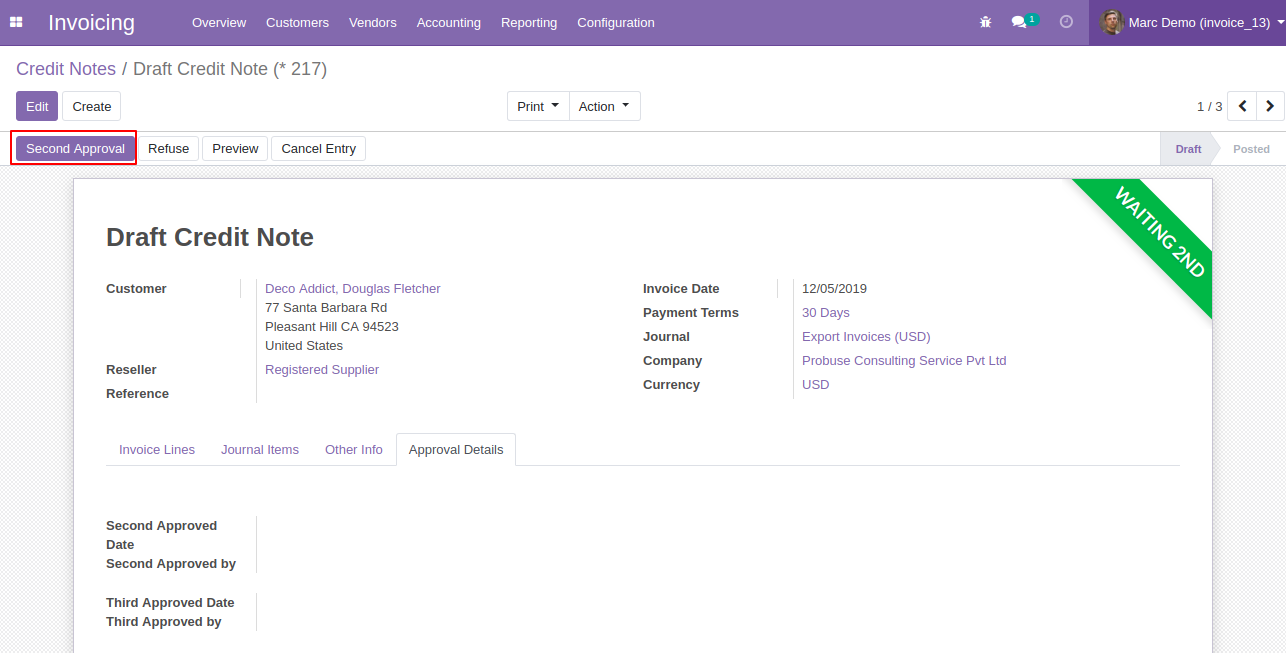 Invoicing Overview Customers Vendors Accounting Reporting Configuration 1 Marc Demo (invoice_13)
Credit Notes / Draft Credit Note (* 217)
Edit Create Print Action 1 / 3
Second Approval Refuse Preview Cancel Entry Draft Posted
WAITING 2ND
Draft Credit Note
Customer Deco Addict, Douglas Fletcher
77 Santa Barbara Rd
Pleasant Hill CA 94523
United States
Reseller Registered Supplier
Reference
Invoice Date 12/05/2019
Payment Terms 30 Days
Journal Export Invoices (USD)
Company Probuse Consulting Service Pvt Ltd
Currency USD
Invoice Lines Journal Items Other Info Approval Details
Second Approved
Date
Second Approved by
Third Approved Date
Third Approved by